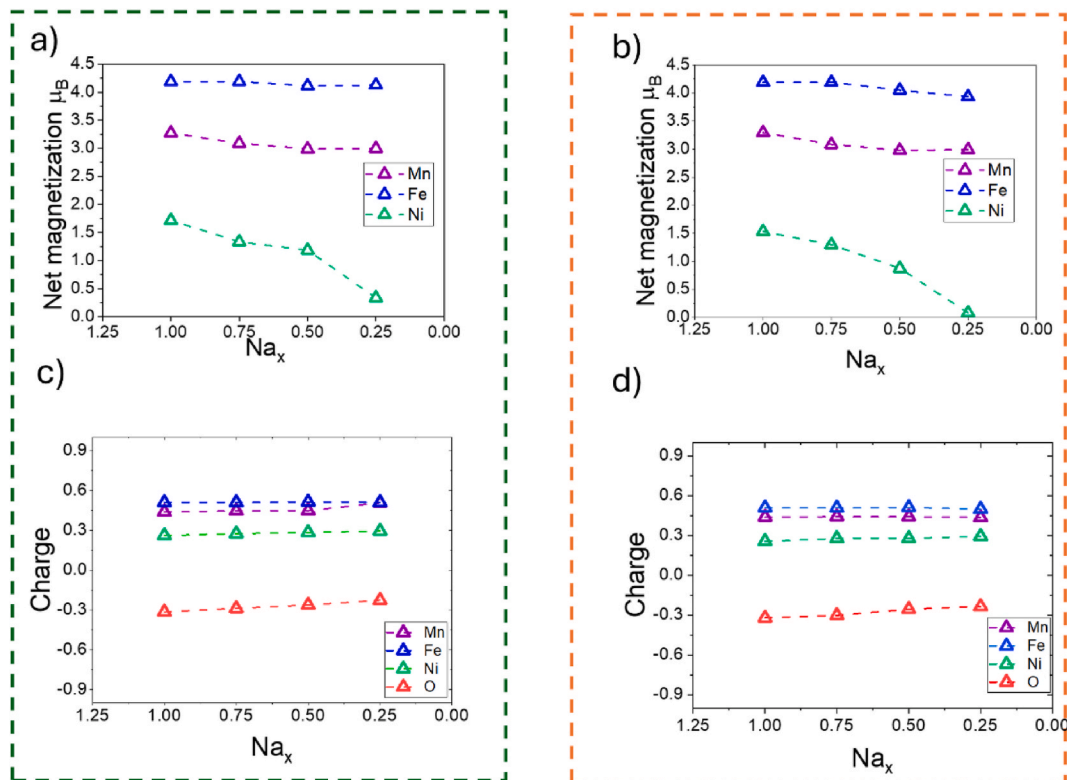 a)
Net magnetization μB
4.5
4.0
3.5
3.0
2.5
2.0
1.5
1.0
0.5
0.0
Mn
Fe
Ni
1.25
1.00
0.75
0.50
0.25
0.00
Nax
b)
Net magnetization μB
4.5
4.0
3.5
3.0
2.5
2.0
1.5
1.0
0.5
0.0
Mn
Fe
Ni
1.25
1.00
0.75
0.50
0.25
0.00
Nax
c)
Charge
0.9
0.6
0.3
0.0
-0.3
-0.6
-0.9
Mn
Fe
Ni
O
1.25
1.00
0.75
0.50
0.25
0.00
Nax
d)
Charge
0.9
0.6
0.3
0.0
-0.3
-0.6
-0.9
Mn
Fe
Ni
O
1.25
1.00
0.75
0.50
0.25
0.00
Nax